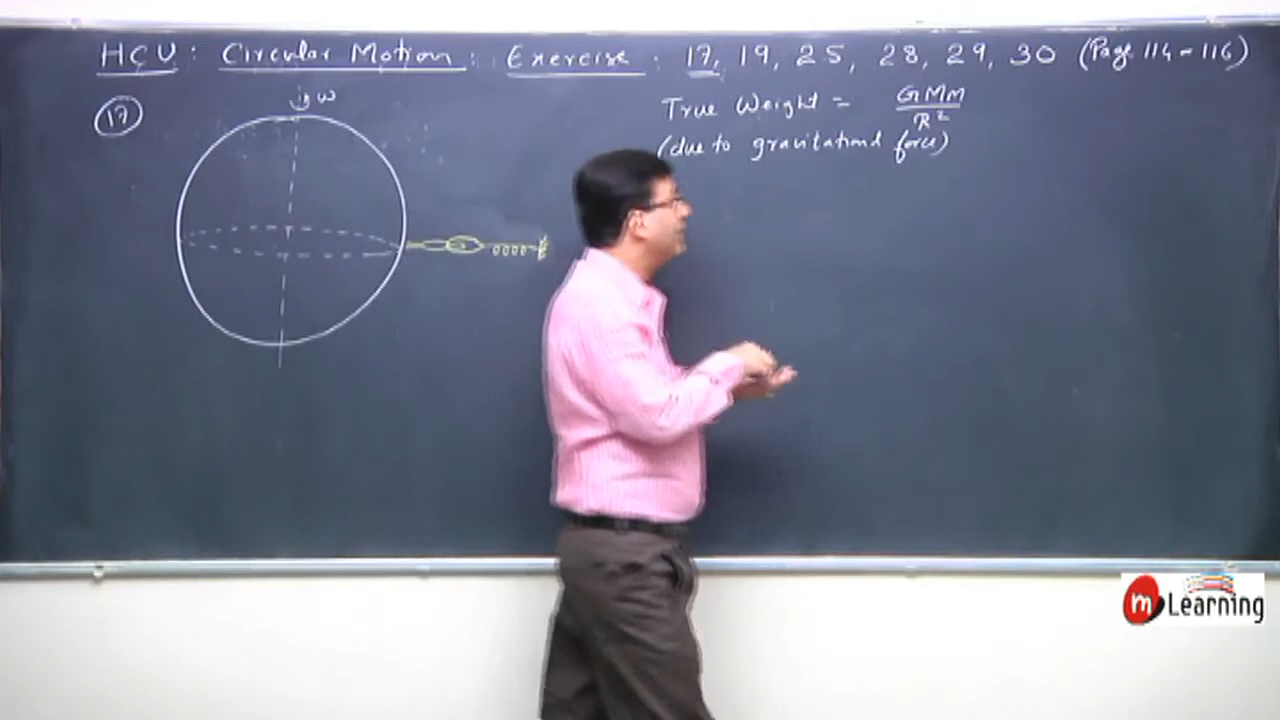 HCV : Circular Motion : Exercise : 17, 19, 25, 28, 29, 30 (Page 114 - 116)
17
ω
True Weight = GMm / R²
(due to gravitational force)
m Learning